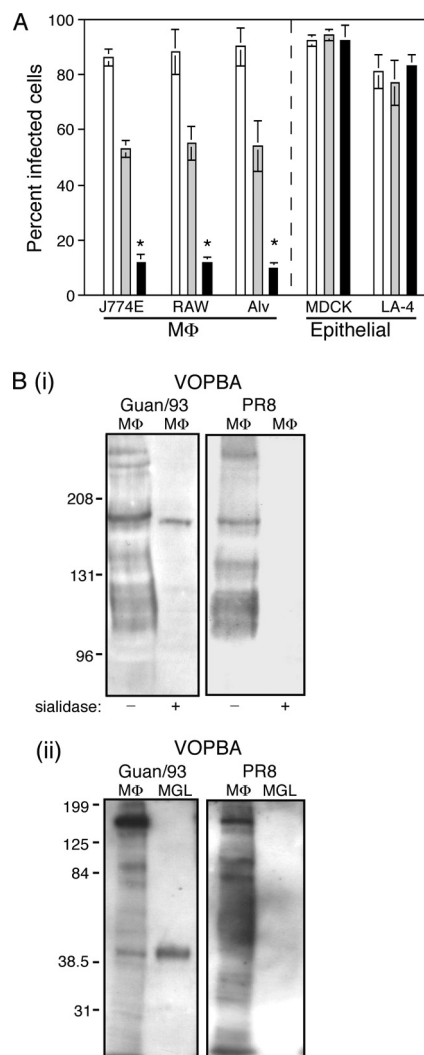 A
Percent infected cells
100
80
60
40
20
0
* * *
J774E RAW Alv MDCK LA-4
MΦ Epithelial
B (i)
VOPBA
Guan/93 PR8
MΦ MΦ MΦ MΦ
208
131
96
sialidase: − + − +
(ii)
VOPBA
Guan/93 PR8
MΦ MGL MΦ MGL
199
125
84
38.5
31